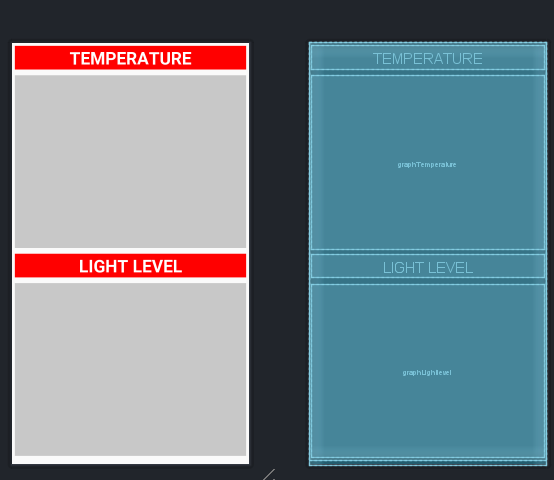 TEMPERATURE
TEMPERATURE
graphTemperature
LIGHT LEVEL
LIGHT LEVEL
graphLightlevel